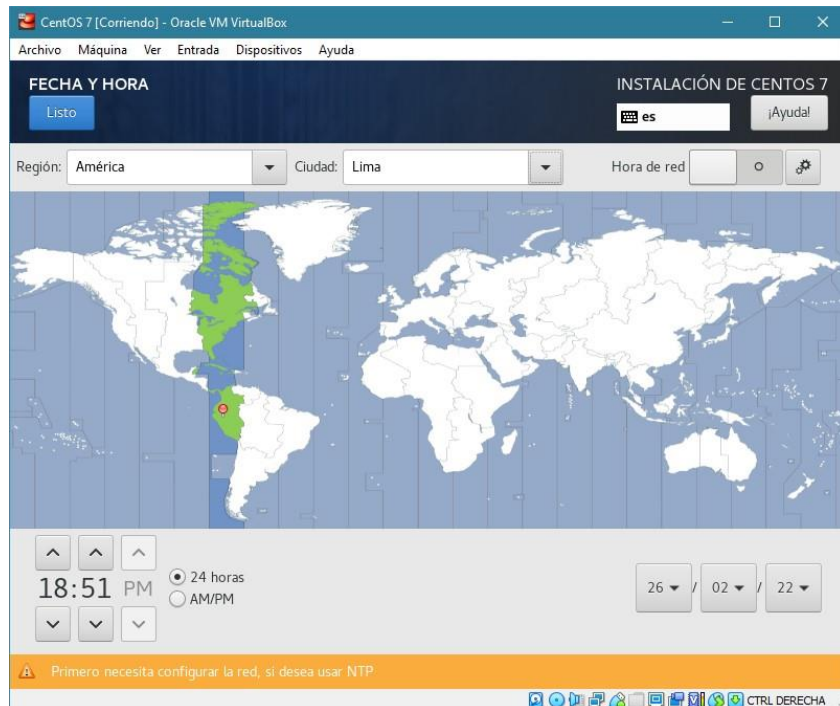 CentOS 7 [Corriendo] - Oracle VM VirtualBox
Archivo Máquina Ver Entrada Dispositivos Ayuda
FECHA Y HORA
INSTALACIÓN DE CENTOS 7
Listo
es
¡Ayuda!
Región: América Ciudad: Lima Hora de red
18:51 PM
24 horas
AM/PM
26 / 02 / 22
Primero necesita configurar la red, si desea usar NTP
CTRL DERECHA